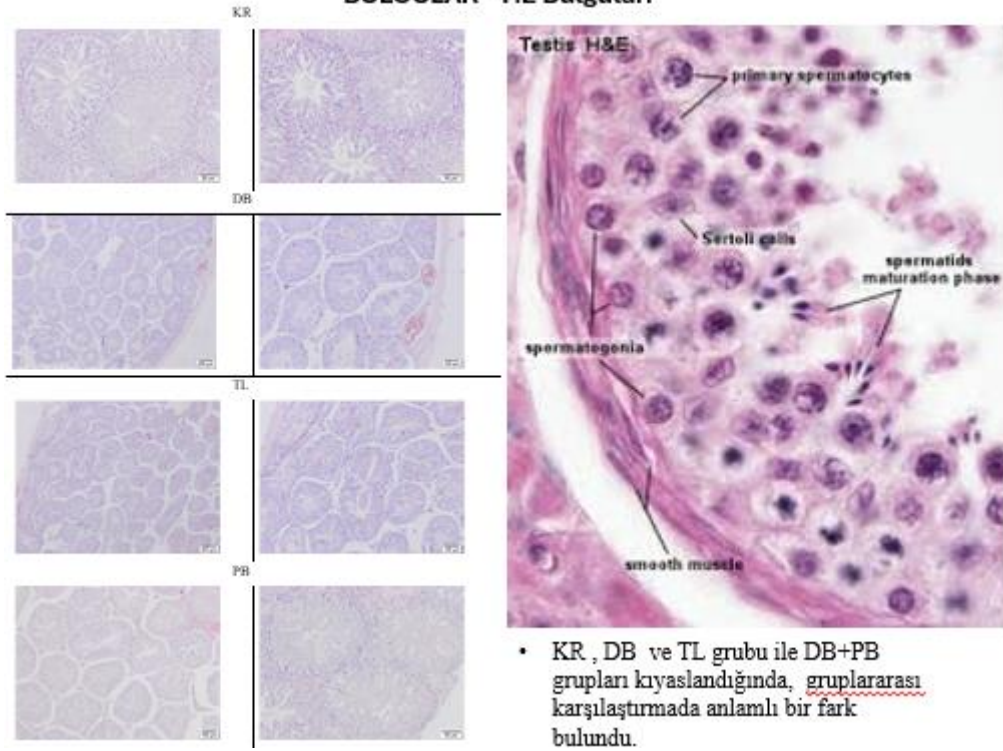 KR
DB
TL
PB
Testis H&E
primary spermatocytes
Sertoli cells
spermatids
maturation phase
spermatogonia
smooth muscle
• KR , DB ve TL grubu ile DB+PB
grupları kıyaslandığında, gruplararası
karşılaştırmada anlamlı bir fark
bulundu.